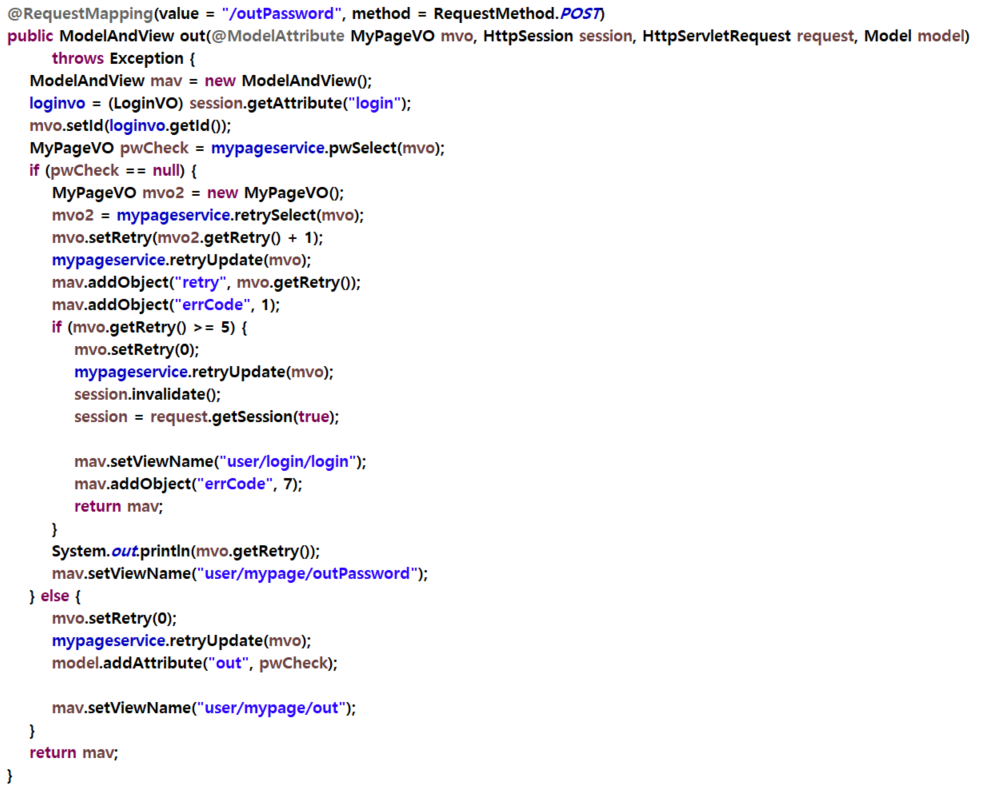 @RequestMapping(value = "/outPassword", method = RequestMethod.POST)
public ModelAndView out(@ModelAttribute MyPageVO mvo, HttpSession session, HttpServletRequest request, Model model)
throws Exception {
ModelAndView mav = new ModelAndView();
loginvo = (LoginVO) session.getAttribute("login");
mvo.setId(loginvo.getId());
MyPageVO pwCheck = mypageservice.pwSelect(mvo);
if (pwCheck == null) {
MyPageVO mvo2 = new MyPageVO();
mvo2 = mypageservice.retrySelect(mvo);
mvo.setRetry(mvo2.getRetry() + 1);
mypageservice.retryUpdate(mvo);
mav.addObject("retry", mvo.getRetry());
mav.addObject("errCode", 1);
if (mvo.getRetry() >= 5) {
mvo.setRetry(0);
mypageservice.retryUpdate(mvo);
session.invalidate();
session = request.getSession(true);
mav.setViewName("user/login/login");
mav.addObject("errCode", 7);
return mav;
}
System.out.println(mvo.getRetry());
mav.setViewName("user/mypage/outPassword");
} else {
mvo.setRetry(0);
mypageservice.retryUpdate(mvo);
model.addAttribute("out", pwCheck);
mav.setViewName("user/mypage/out");
}
return mav;
}